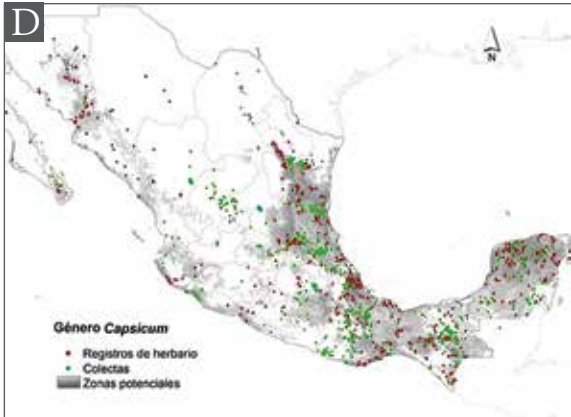 D
N
Género Capsicum
Registros de herbario
Colectas
Zonas potenciales